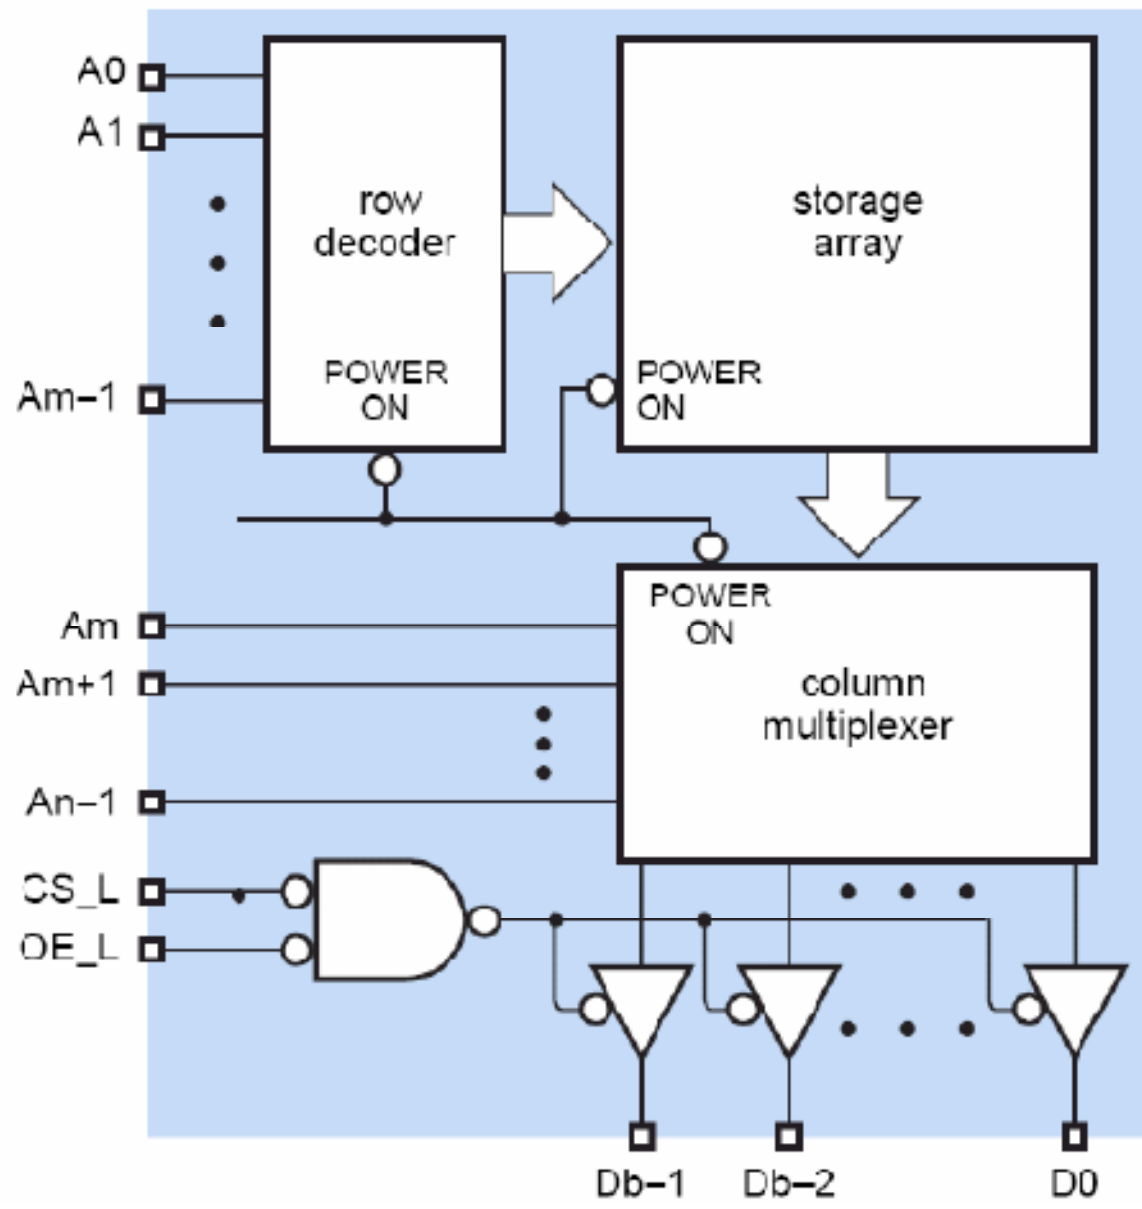 A0
A1
row
decoder
storage
array
POWER
ON
POWER
ON
Am–1
POWER
ON
Am
Am+1
column
multiplexer
An–1
CS_L
OE_L
Db–1
Db–2
D0